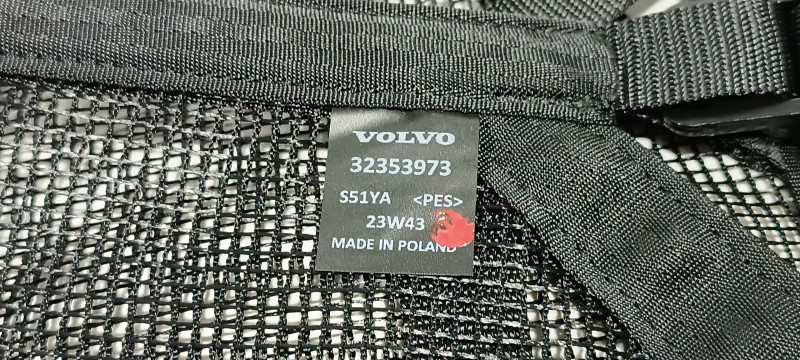 VOLVO
32353973
S51YA <PES>
23W43
MADE IN POLAND